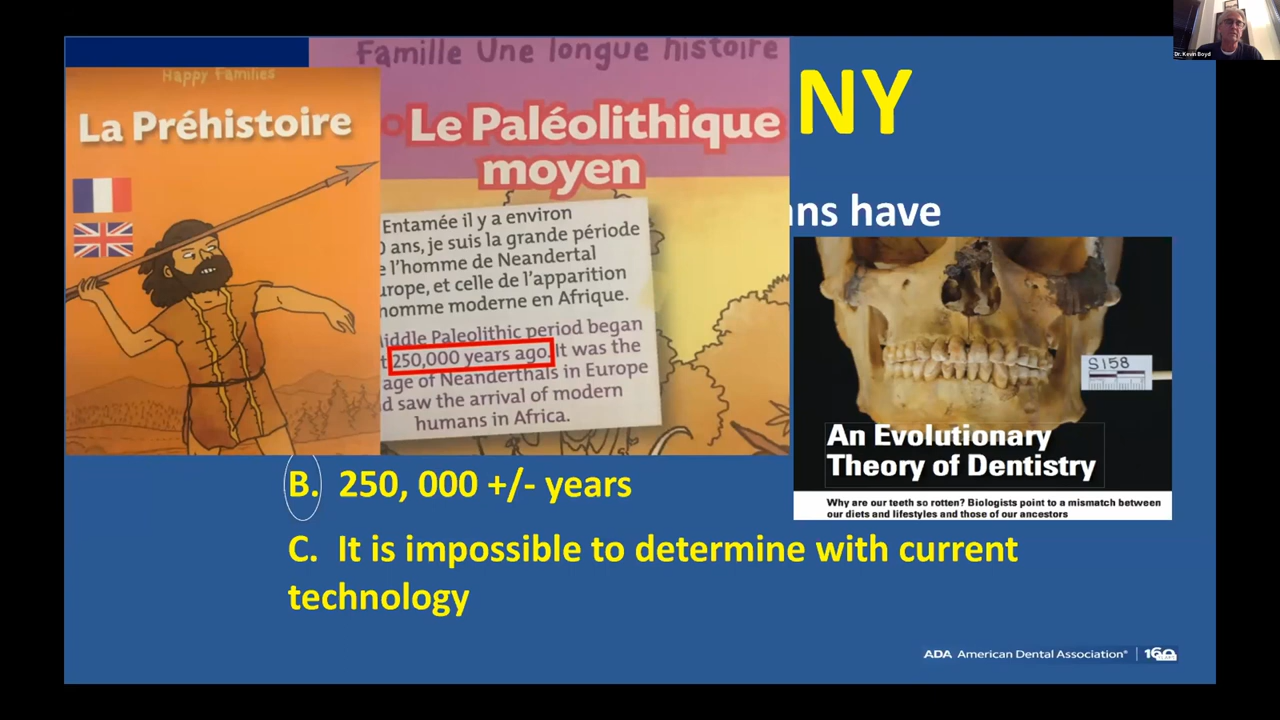 Dr. Kevin Boyd
Happy Families
La Préhistoire
Famille Une longue histoire
Le Paléolithique
moyen
Entamée il y a environ
0 ans, je suis la grande période
l'homme de Neandertal
urope, et celle de l'apparition
homme moderne en Afrique.
iddle Paleolithic period began
250,000 years ago. It was the
age of Neanderthals in Europe
d saw the arrival of modern
humans in Africa.
NY
ans have
S158
An Evolutionary
Theory of Dentistry
Why are our teeth so rotten? Biologists point to a mismatch between
our diets and lifestyles and those of our ancestors
B. 250, 000 +/- years
C. It is impossible to determine with current
technology
ADA American Dental Association® | 160